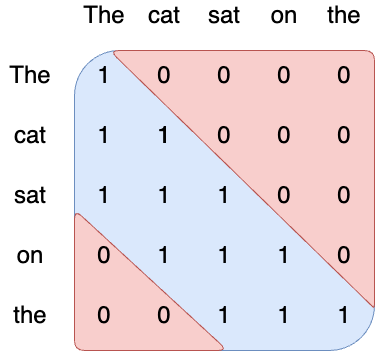 The cat sat on the
The 1 0 0 0 0
cat 1 1 0 0 0
sat 1 1 1 0 0
on 0 1 1 1 0
the 0 0 1 1 1